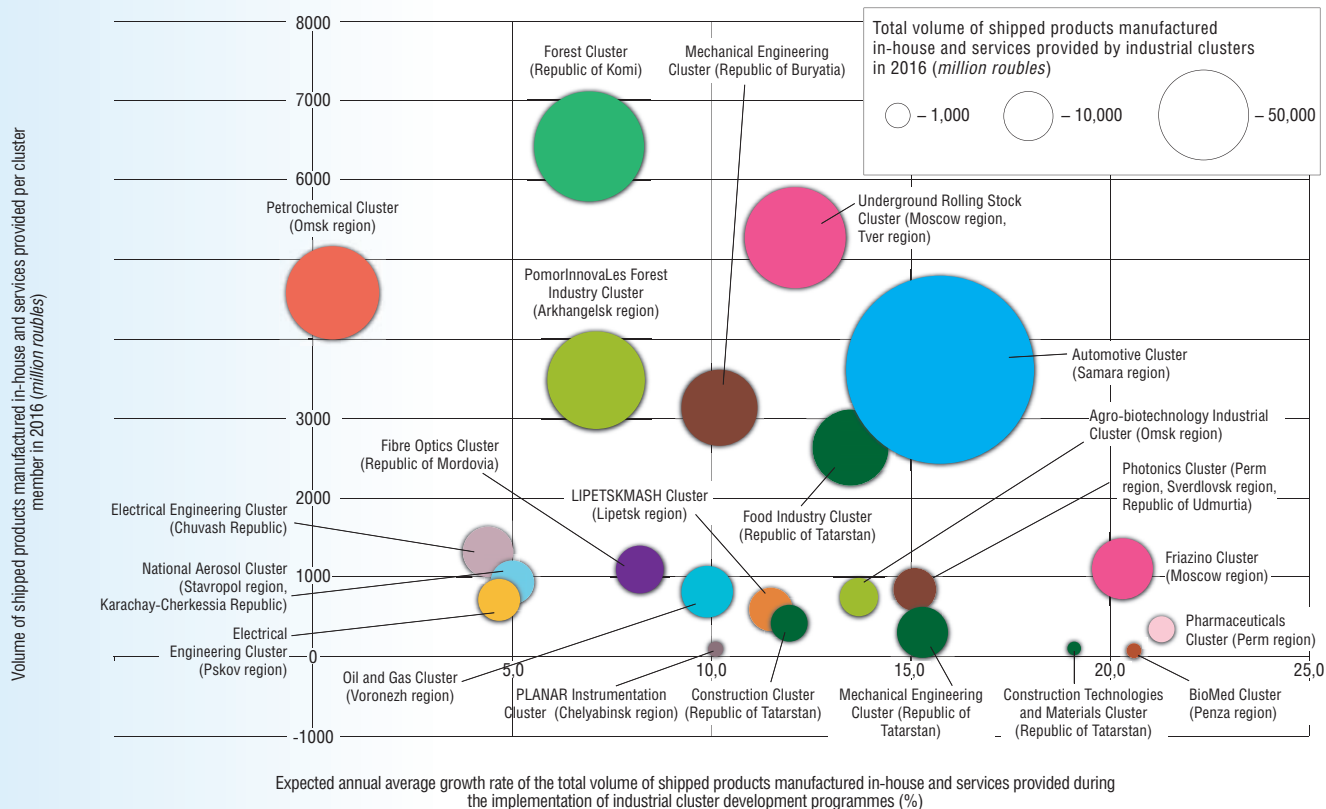 Volume of shipped products manufactured in-house and services provided per cluster
member in 2016 (million roubles)
8000
7000
6000
3000
2000
1000
0
-1000
Total volume of shipped products manufactured
in-house and services provided by industrial clusters
in 2016 (million roubles)
– 1,000
– 10,000
– 50,000
Forest Cluster
(Republic of Komi)
Mechanical Engineering
Cluster (Republic of Buryatia)
Petrochemical Cluster
(Omsk region)
Underground Rolling Stock
Cluster (Moscow region,
Tver region)
PomorInnovaLes Forest
Industry Cluster
(Arkhangelsk region)
Automotive Cluster
(Samara region)
Agro-biotechnology Industrial
Cluster (Omsk region)
Fibre Optics Cluster
(Republic of Mordovia)
Photonics Cluster (Perm
region, Sverdlovsk region,
Republic of Udmurtia)
LIPETSKMASH Cluster
(Lipetsk region)
Food Industry Cluster
(Republic of Tatarstan)
Electrical Engineering Cluster
(Chuvash Republic)
National Aerosol Cluster
(Stavropol region,
Karachay-Cherkessia Republic)
Friazino Cluster
(Moscow region)
Electrical
Engineering Cluster
(Pskov region)
Pharmaceuticals
Cluster (Perm region)
5,0
10,0
15,0
20,0
25,0
Oil and Gas Cluster
(Voronezh region)
PLANAR Instrumentation
Cluster (Chelyabinsk region)
Construction Cluster
(Republic of Tatarstan)
Mechanical Engineering
Cluster (Republic of
Tatarstan)
Construction Technologies
and Materials Cluster
(Republic of Tatarstan)
BioMed Cluster
(Penza region)
Expected annual average growth rate of the total volume of shipped products manufactured in-house and services provided during
the implementation of industrial cluster development programmes (%)